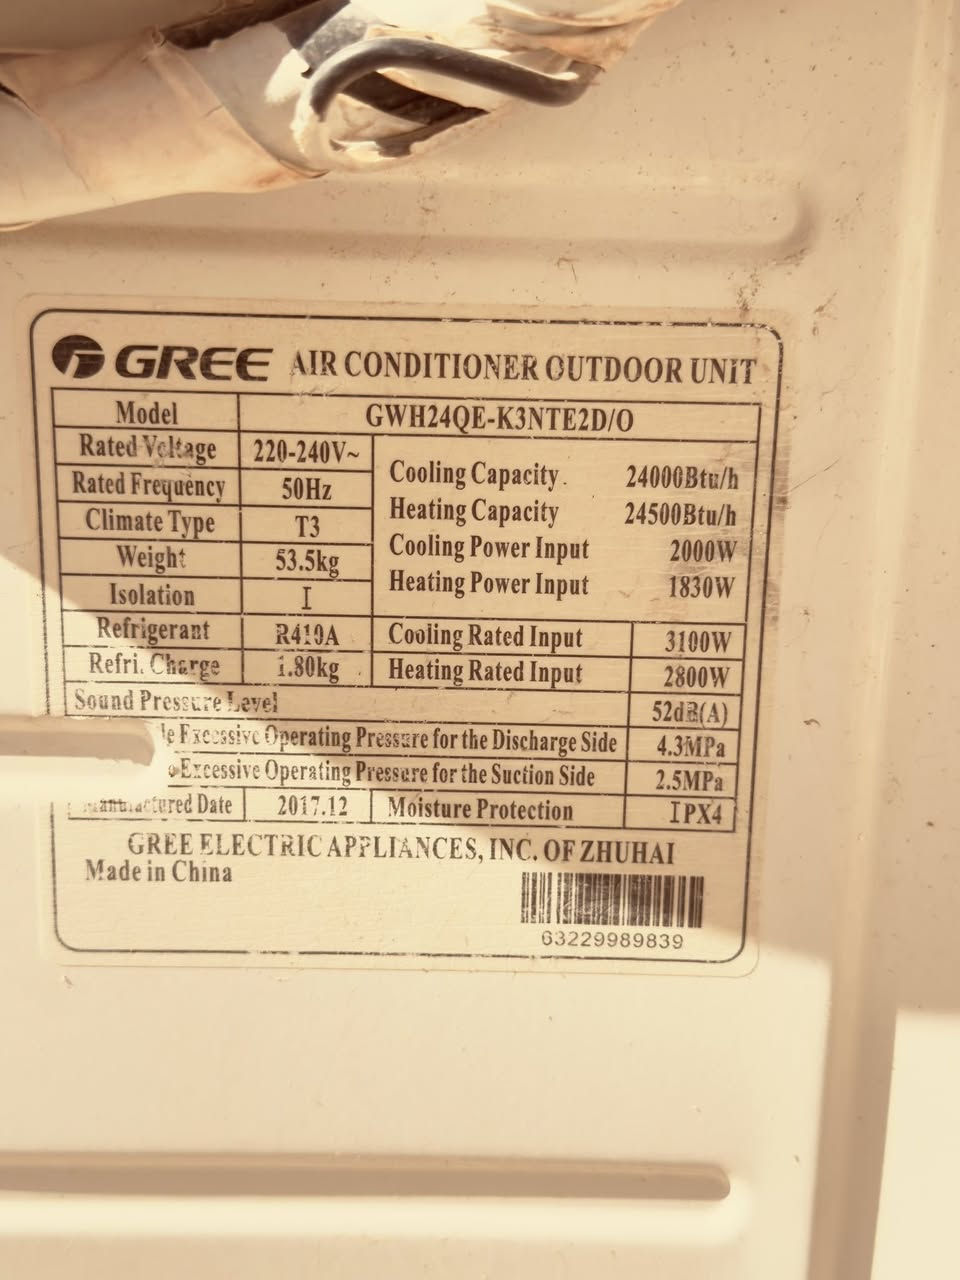 GREE AIR CONDITIONER OUTDOOR UNIT
Model GWH24QE-K3NTE2D/O
Rated Voltage 220-240V~
Rated Frequency 50Hz
Climate Type T3
Weight 53.5kg
Isolation I
Cooling Capacity 24000Btu/h
Heating Capacity 24500Btu/h
Cooling Power Input 2000W
Heating Power Input 1830W
Refrigerant R410A Cooling Rated Input 3100W
Refri. Charge 1.80kg Heating Rated Input 2800W
Sound Pressure Level 52dB(A)
Excessive Operating Pressure for the Discharge Side 4.3MPa
Excessive Operating Pressure for the Suction Side 2.5MPa
Manufactured Date 2017.12 Moisture Protection IPX4
GREE ELECTRIC APPLIANCES, INC. OF ZHUHAI
Made in China
63229989839